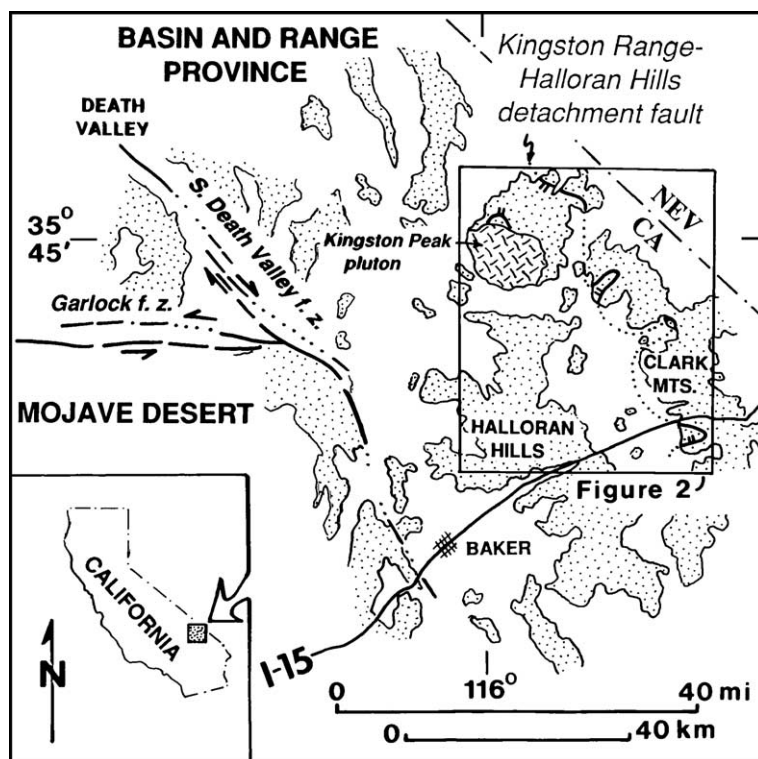 BASIN AND RANGE
PROVINCE
Kingston Range-
Halloran Hills
detachment fault
DEATH
VALLEY
S. Death Valley f. z.
NEV
CA
35°
45'
Kingston Peak
pluton
Garlock f. z.
CLARK
MTS.
MOJAVE DESERT
HALLORAN
HILLS
Figure 2
BAKER
CALIFORNIA
N
I-15
116°
0 40 mi
0 40 km